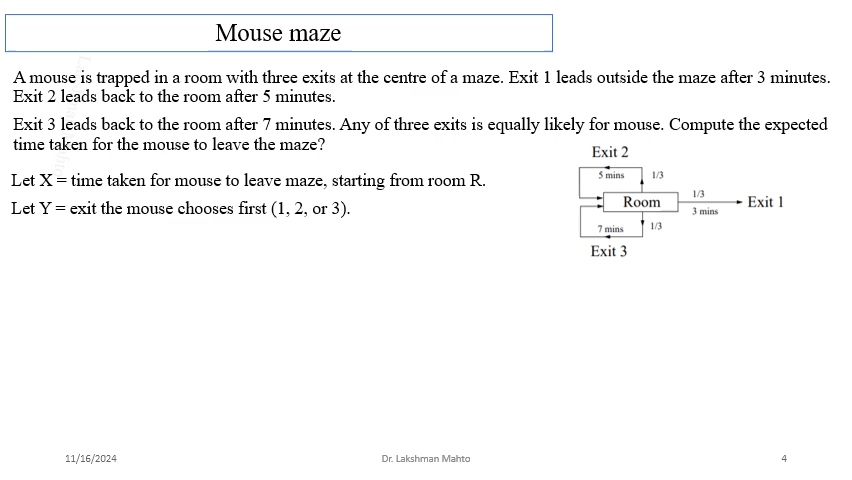 Mouse maze
A mouse is trapped in a room with three exits at the centre of a maze. Exit 1 leads outside the maze after 3 minutes.
Exit 2 leads back to the room after 5 minutes.
Exit 3 leads back to the room after 7 minutes. Any of three exits is equally likely for mouse. Compute the expected
time taken for the mouse to leave the maze?
Let X = time taken for mouse to leave maze, starting from room R.
Let Y = exit the mouse chooses first (1, 2, or 3).
Exit 2
5 mins
1/3
Room
1/3
3 mins
Exit 1
7 mins
1/3
Exit 3
11/16/2024
Dr. Lakshman Mahto
4